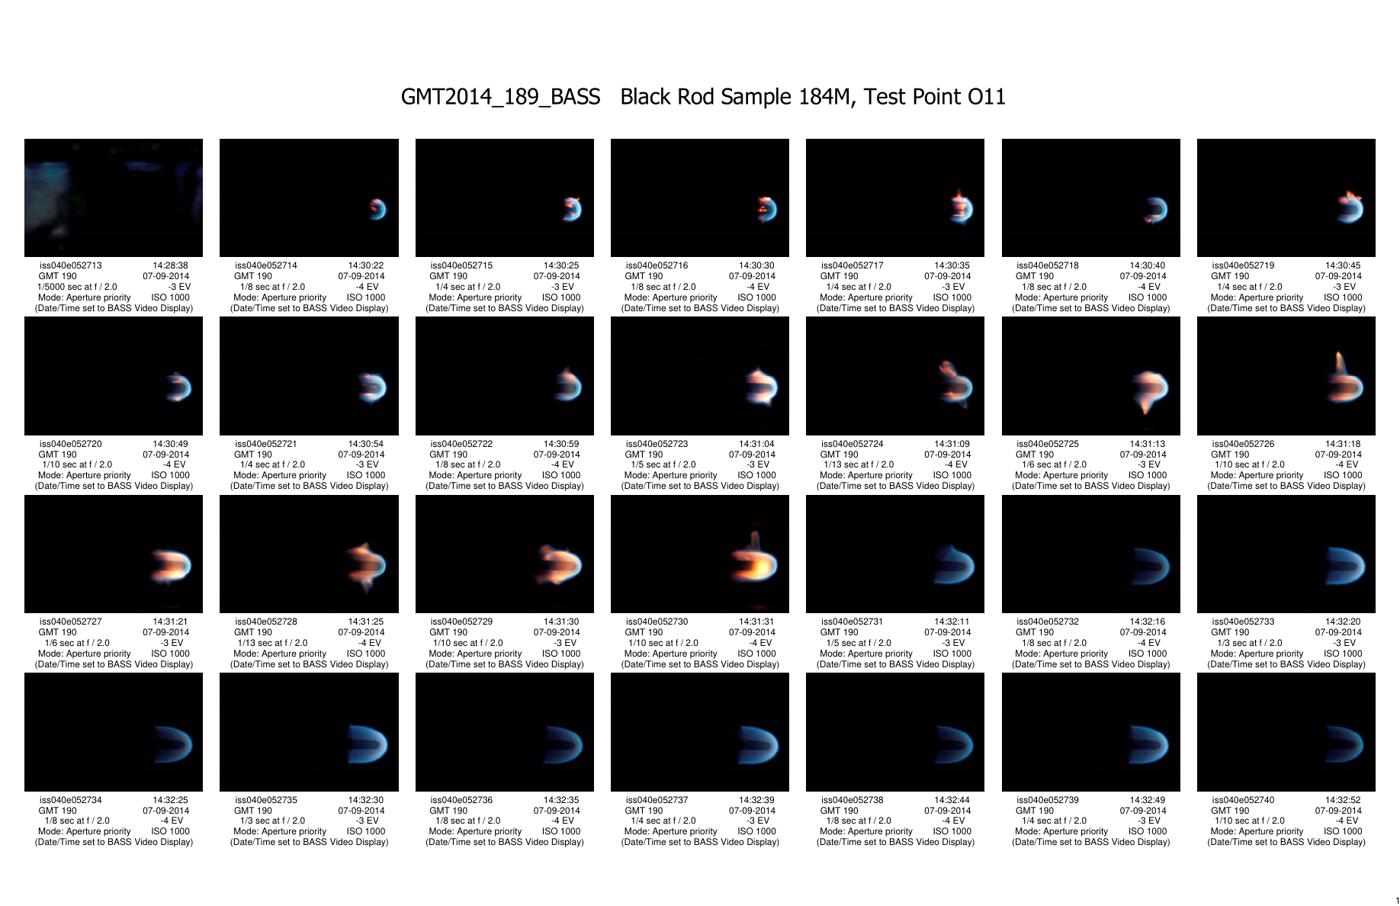 GMT2014_189_BASS Black Rod Sample 184M, Test Point O11
iss040e052713 14:28:38
GMT 190 07-09-2014
1/5000 sec at f / 2.0 -3 EV
Mode: Aperture priority ISO 1000
(Date/Time set to BASS Video Display)
iss040e052714 14:30:22
GMT 190 07-09-2014
1/8 sec at f / 2.0 -4 EV
Mode: Aperture priority ISO 1000
(Date/Time set to BASS Video Display)
iss040e052715 14:30:25
GMT 190 07-09-2014
1/4 sec at f / 2.0 -3 EV
Mode: Aperture priority ISO 1000
(Date/Time set to BASS Video Display)
iss040e052716 14:30:30
GMT 190 07-09-2014
1/8 sec at f / 2.0 -4 EV
Mode: Aperture priority ISO 1000
(Date/Time set to BASS Video Display)
iss040e052717 14:30:35
GMT 190 07-09-2014
1/4 sec at f / 2.0 -3 EV
Mode: Aperture priority ISO 1000
(Date/Time set to BASS Video Display)
iss040e052718 14:30:40
GMT 190 07-09-2014
1/8 sec at f / 2.0 -4 EV
Mode: Aperture priority ISO 1000
(Date/Time set to BASS Video Display)
iss040e052719 14:30:45
GMT 190 07-09-2014
1/4 sec at f / 2.0 -3 EV
Mode: Aperture priority ISO 1000
(Date/Time set to BASS Video Display)
iss040e052720 14:30:49
GMT 190 07-09-2014
1/10 sec at f / 2.0 -4 EV
Mode: Aperture priority ISO 1000
(Date/Time set to BASS Video Display)
iss040e052721 14:30:54
GMT 190 07-09-2014
1/4 sec at f / 2.0 -3 EV
Mode: Aperture priority ISO 1000
(Date/Time set to BASS Video Display)
iss040e052722 14:30:59
GMT 190 07-09-2014
1/8 sec at f / 2.0 -4 EV
Mode: Aperture priority ISO 1000
(Date/Time set to BASS Video Display)
iss040e052723 14:31:04
GMT 190 07-09-2014
1/5 sec at f / 2.0 -3 EV
Mode: Aperture priority ISO 1000
(Date/Time set to BASS Video Display)
iss040e052724 14:31:09
GMT 190 07-09-2014
1/13 sec at f / 2.0 -4 EV
Mode: Aperture priority ISO 1000
(Date/Time set to BASS Video Display)
iss040e052725 14:31:13
GMT 190 07-09-2014
1/6 sec at f / 2.0 -3 EV
Mode: Aperture priority ISO 1000
(Date/Time set to BASS Video Display)
iss040e052726 14:31:18
GMT 190 07-09-2014
1/10 sec at f / 2.0 -4 EV
Mode: Aperture priority ISO 1000
(Date/Time set to BASS Video Display)
iss040e052727 14:31:21
GMT 190 07-09-2014
1/6 sec at f / 2.0 -3 EV
Mode: Aperture priority ISO 1000
(Date/Time set to BASS Video Display)
iss040e052728 14:31:25
GMT 190 07-09-2014
1/13 sec at f / 2.0 -4 EV
Mode: Aperture priority ISO 1000
(Date/Time set to BASS Video Display)
iss040e052729 14:31:30
GMT 190 07-09-2014
1/10 sec at f / 2.0 -3 EV
Mode: Aperture priority ISO 1000
(Date/Time set to BASS Video Display)
iss040e052730 14:31:31
GMT 190 07-09-2014
1/10 sec at f / 2.0 -4 EV
Mode: Aperture priority ISO 1000
(Date/Time set to BASS Video Display)
iss040e052731 14:32:11
GMT 190 07-09-2014
1/5 sec at f / 2.0 -3 EV
Mode: Aperture priority ISO 1000
(Date/Time set to BASS Video Display)
iss040e052732 14:32:16
GMT 190 07-09-2014
1/8 sec at f / 2.0 -4 EV
Mode: Aperture priority ISO 1000
(Date/Time set to BASS Video Display)
iss040e052733 14:32:20
GMT 190 07-09-2014
1/3 sec at f / 2.0 -3 EV
Mode: Aperture priority ISO 1000
(Date/Time set to BASS Video Display)
iss040e052734 14:32:25
GMT 190 07-09-2014
1/8 sec at f / 2.0 -4 EV
Mode: Aperture priority ISO 1000
(Date/Time set to BASS Video Display)
iss040e052735 14:32:30
GMT 190 07-09-2014
1/3 sec at f / 2.0 -3 EV
Mode: Aperture priority ISO 1000
(Date/Time set to BASS Video Display)
iss040e052736 14:32:35
GMT 190 07-09-2014
1/8 sec at f / 2.0 -4 EV
Mode: Aperture priority ISO 1000
(Date/Time set to BASS Video Display)
iss040e052737 14:32:39
GMT 190 07-09-2014
1/4 sec at f / 2.0 -3 EV
Mode: Aperture priority ISO 1000
(Date/Time set to BASS Video Display)
iss040e052738 14:32:44
GMT 190 07-09-2014
1/8 sec at f / 2.0 -4 EV
Mode: Aperture priority ISO 1000
(Date/Time set to BASS Video Display)
iss040e052739 14:32:49
GMT 190 07-09-2014
1/4 sec at f / 2.0 -3 EV
Mode: Aperture priority ISO 1000
(Date/Time set to BASS Video Display)
iss040e052740 14:32:52
GMT 190 07-09-2014
1/10 sec at f / 2.0 -4 EV
Mode: Aperture priority ISO 1000
(Date/Time set to BASS Video Display)